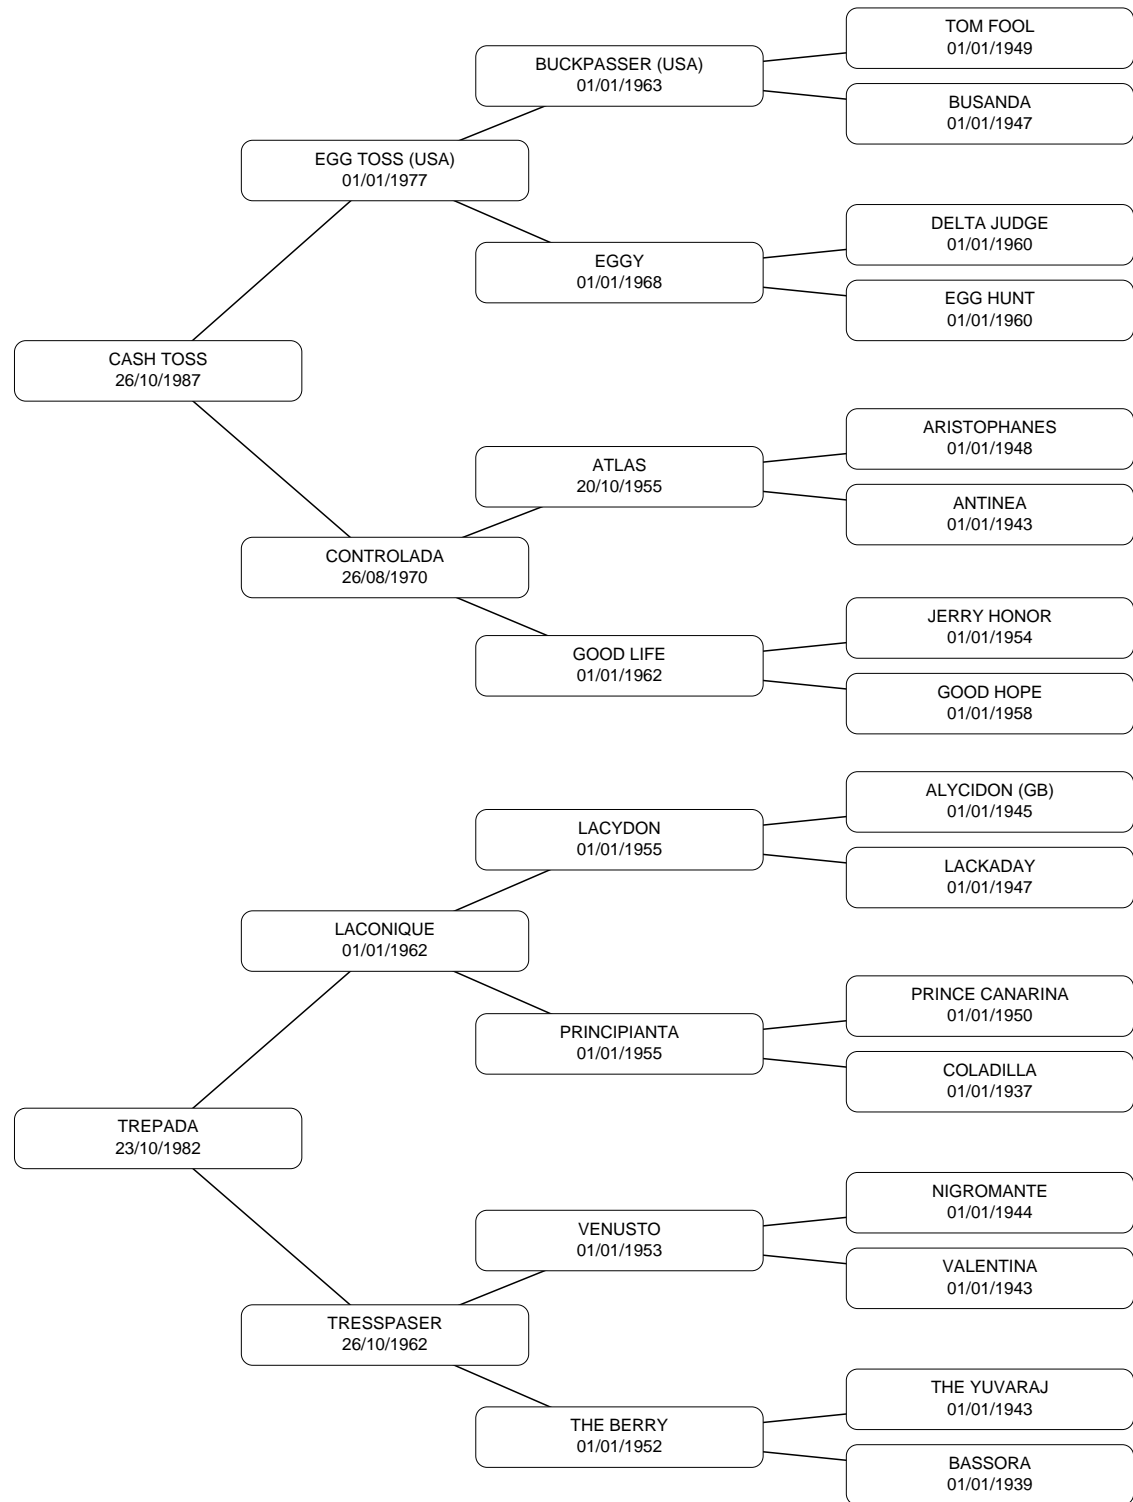 TOM FOOL
01/01/1949
BUCKPASSER (USA)
01/01/1963
BUSANDA
01/01/1947
EGG TOSS (USA)
01/01/1977
DELTA JUDGE
01/01/1960
EGGY
01/01/1968
EGG HUNT
01/01/1960
CASH TOSS
26/10/1987
ARISTOPHANES
01/01/1948
ATLAS
20/10/1955
ANTINEA
01/01/1943
CONTROLADA
26/08/1970
JERRY HONOR
01/01/1954
GOOD LIFE
01/01/1962
GOOD HOPE
01/01/1958
ALYCIDON (GB)
01/01/1945
LACYDON
01/01/1955
LACKADAY
01/01/1947
LACONIQUE
01/01/1962
PRINCE CANARINA
01/01/1950
PRINCIPIANTA
01/01/1955
COLADILLA
01/01/1937
TREPADA
23/10/1982
NIGROMANTE
01/01/1944
VENUSTO
01/01/1953
VALENTINA
01/01/1943
TRESSPASER
26/10/1962
THE YUVARAJ
01/01/1943
THE BERRY
01/01/1952
BASSORA
01/01/1939